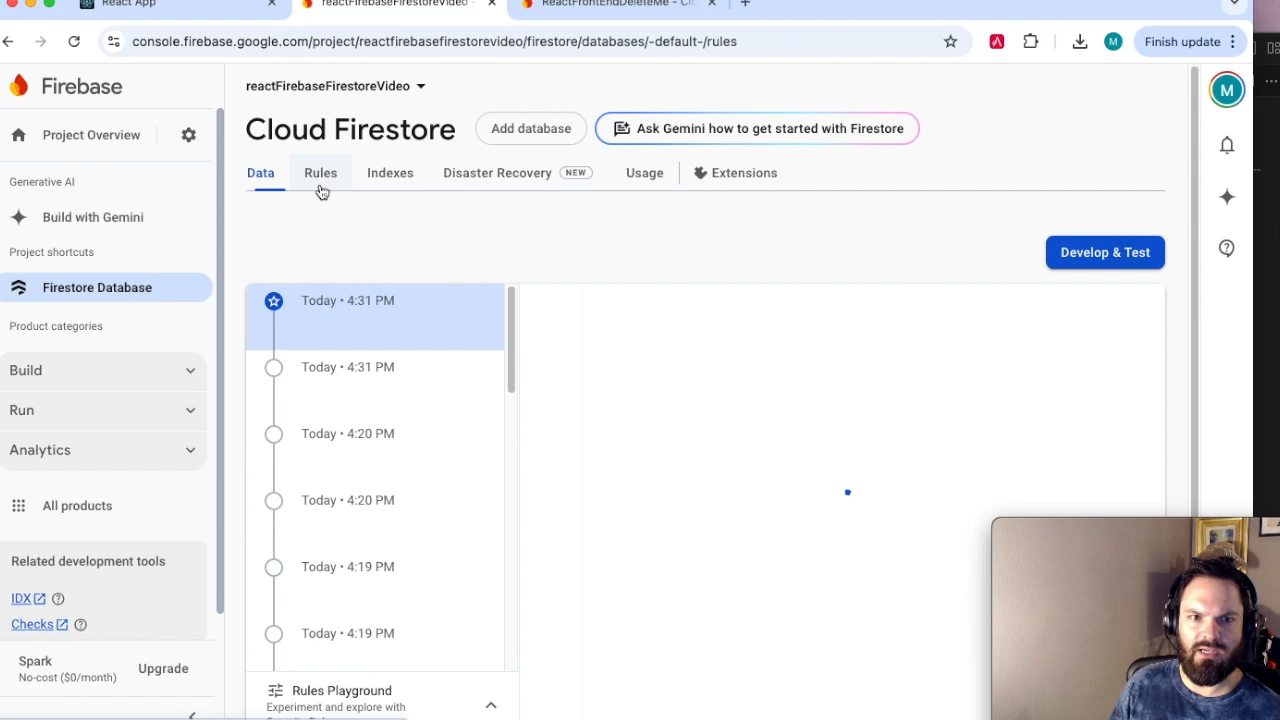 React App
reactFirebaseFirestoreVideo
ReactFrontEndDeleteMe - Clo
console.firebase.google.com/project/reactfirebasefirestorevideo/firestore/databases/-default-/rules
M
Finish update
Firebase
reactFirebaseFirestoreVideo
M
Project Overview
Cloud Firestore
Add database
Ask Gemini how to get started with Firestore
Generative AI
Data
Rules
Indexes
Disaster Recovery
NEW
Usage
Extensions
Build with Gemini
Project shortcuts
Develop & Test
Firestore Database
Today • 4:31 PM
Product categories
Build
Today • 4:31 PM
Run
Today • 4:20 PM
Analytics
All products
Today • 4:20 PM
Related development tools
Today • 4:19 PM
IDX
Checks
Today • 4:19 PM
Spark
No-cost ($0/month)
Upgrade
Rules Playground
Experiment and explore with